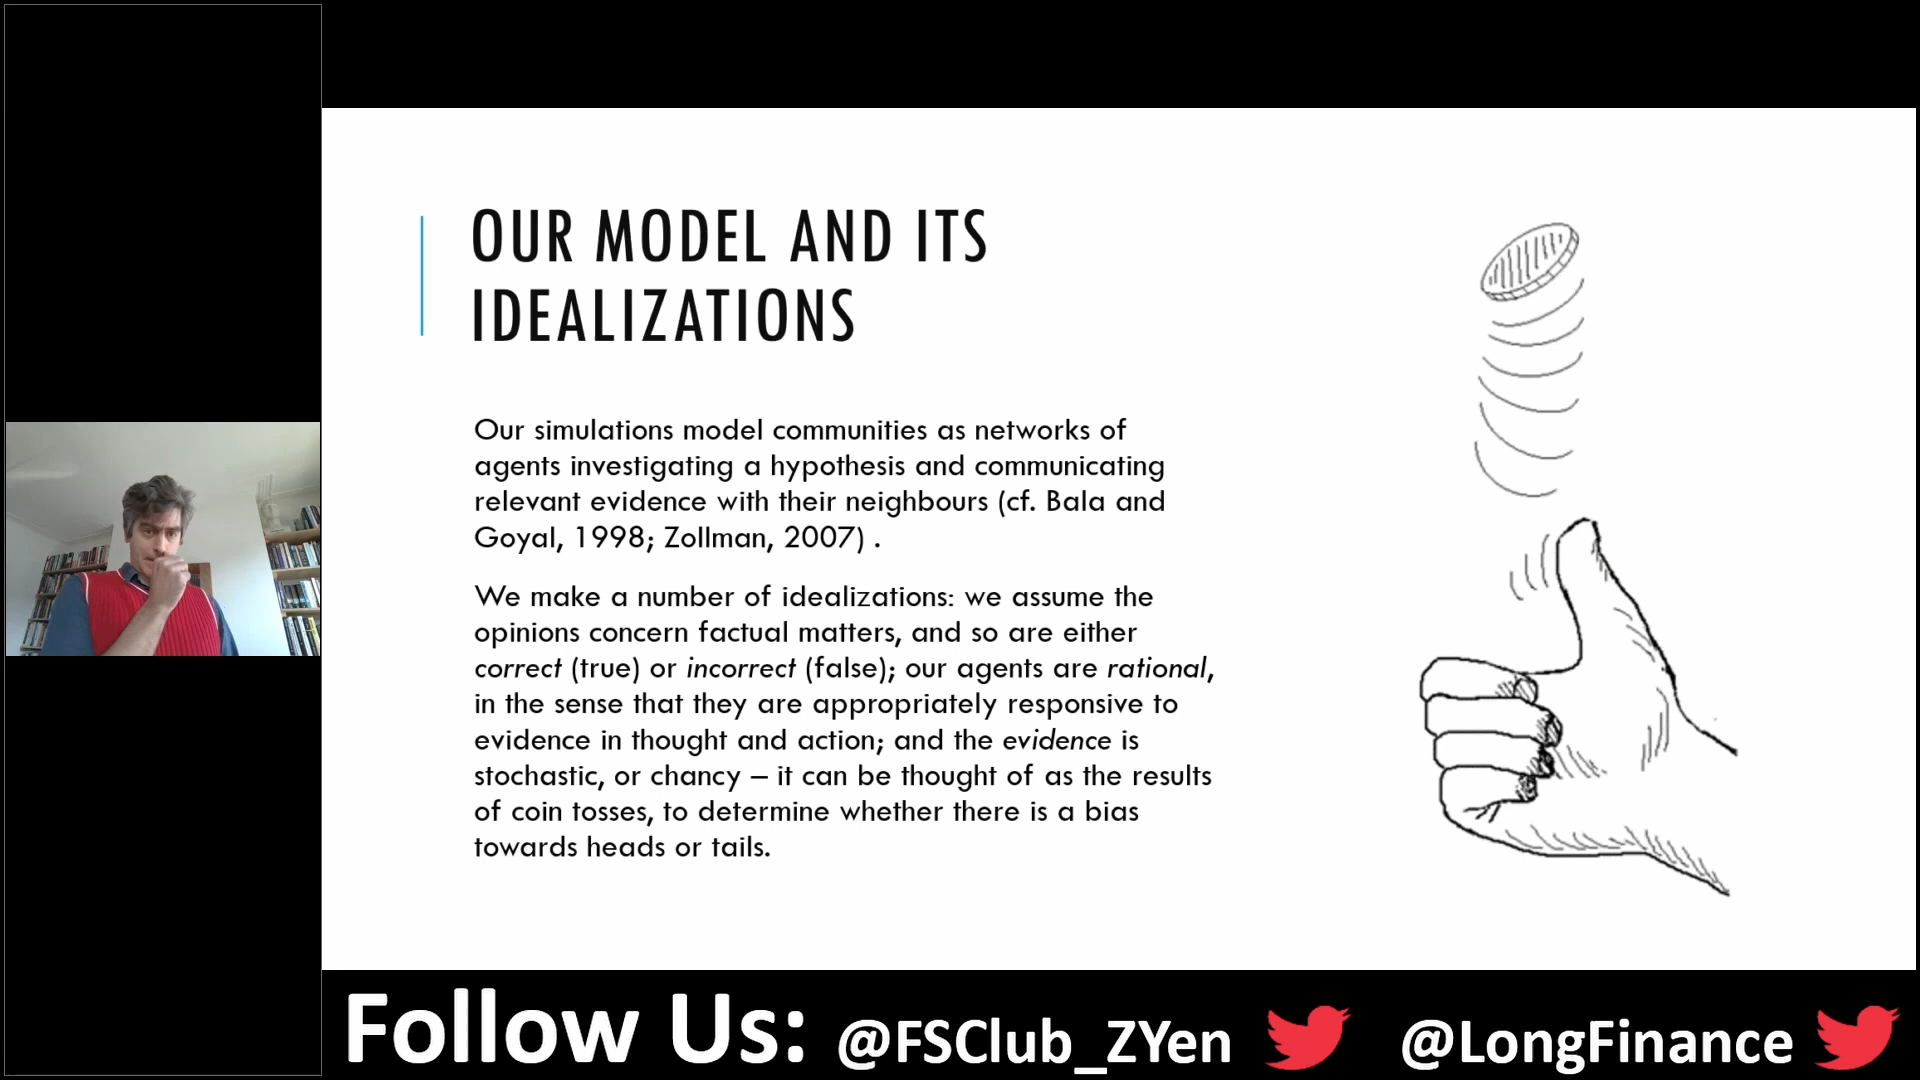 OUR MODEL AND ITS
IDEALIZATIONS
Our simulations model communities as networks of
agents investigating a hypothesis and communicating
relevant evidence with their neighbours (cf. Bala and
Goyal, 1998; Zollman, 2007) .
We make a number of idealizations: we assume the
opinions concern factual matters, and so are either
correct (true) or incorrect (false); our agents are rational,
in the sense that they are appropriately responsive to
evidence in thought and action; and the evidence is
stochastic, or chancy – it can be thought of as the results
of coin tosses, to determine whether there is a bias
towards heads or tails.
Follow Us: @FSClub_ZYen @LongFinance